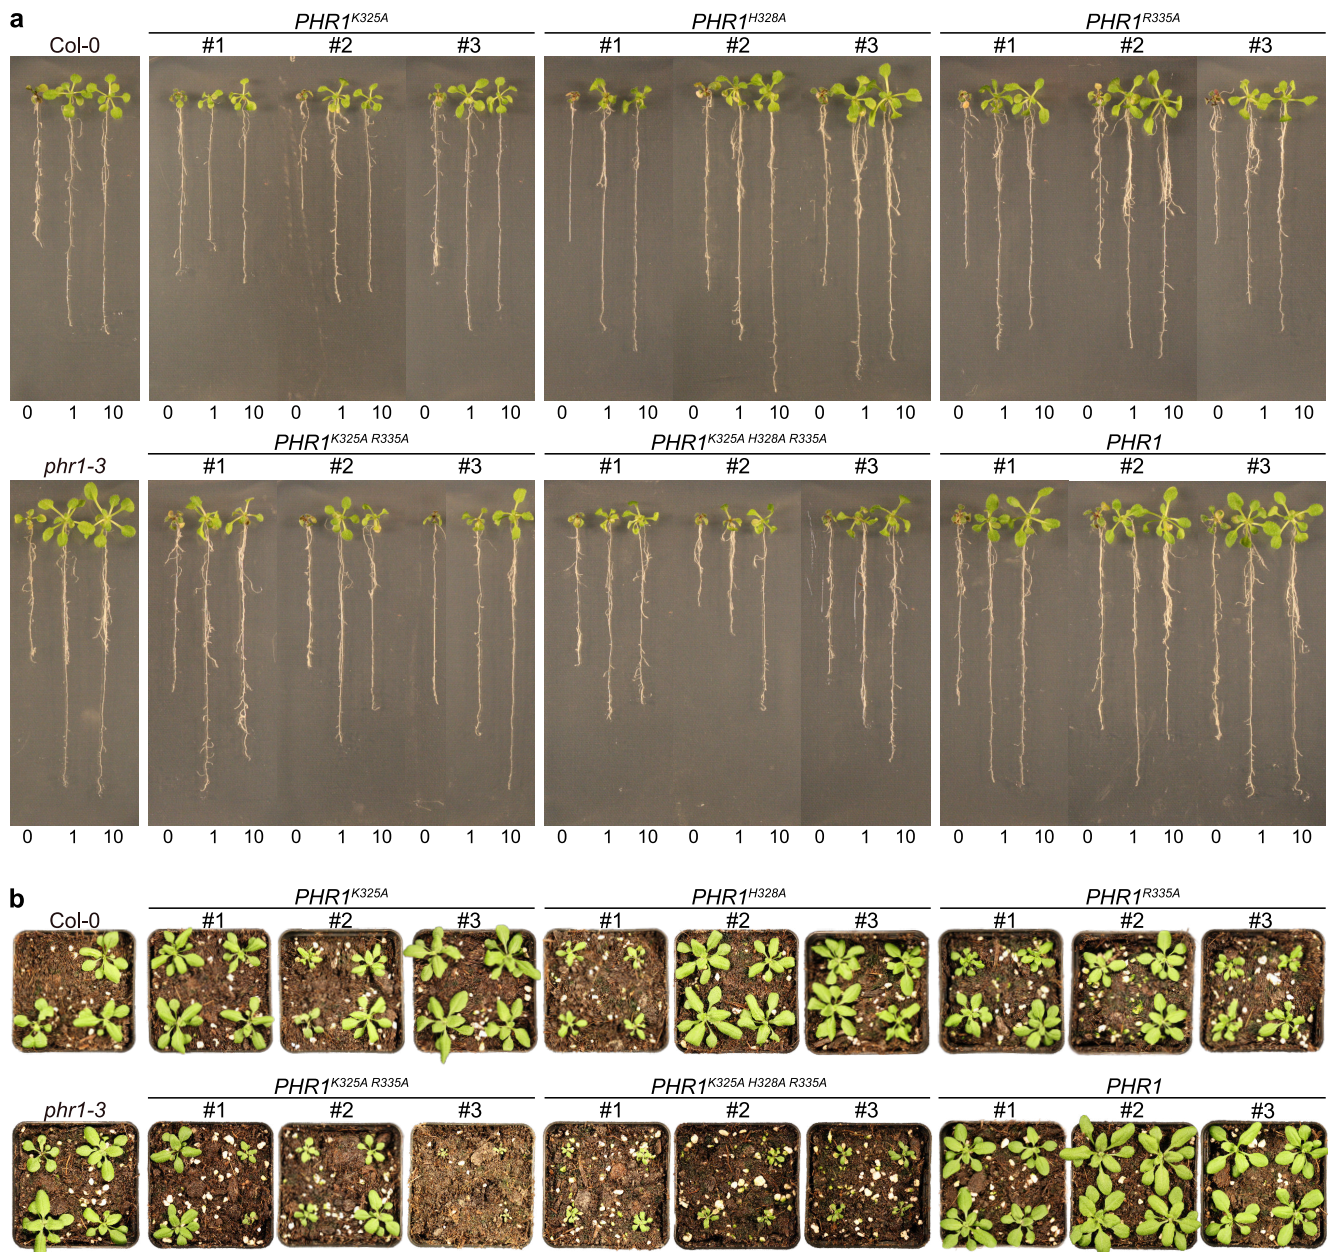 a
Col-0 PHR1K325A PHR1H328A PHR1R335A
#1 #2 #3 #1 #2 #3 #1 #2 #3
0 1 10 0 1 10 0 1 10 0 1 10 0 1 10 0 1 10 0 1 10 0 1 10 0 1 10 0 1 10
phr1-3 PHR1K325A R335A PHR1K325A H328A R335A PHR1
#1 #2 #3 #1 #2 #3 #1 #2 #3
0 1 10 0 1 10 0 1 10 0 1 10 0 1 10 0 1 10 0 1 10 0 1 10 0 1 10 0 1 10
b
Col-0 PHR1K325A PHR1H328A PHR1R335A
#1 #2 #3 #1 #2 #3 #1 #2 #3
phr1-3 PHR1K325A R335A PHR1K325A H328A R335A PHR1
#1 #2 #3 #1 #2 #3 #1 #2 #3